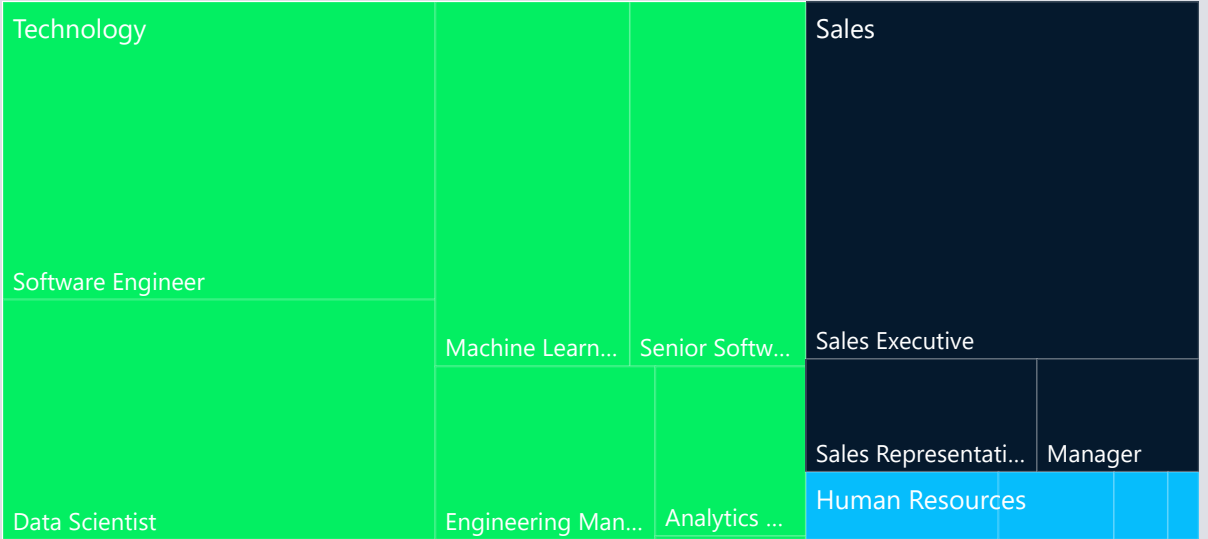 Technology
Sales
Software Engineer
Machine Learn...
Senior Softw...
Sales Executive
Sales Representati...
Manager
Human Resources
Data Scientist
Engineering Man...
Analytics ...